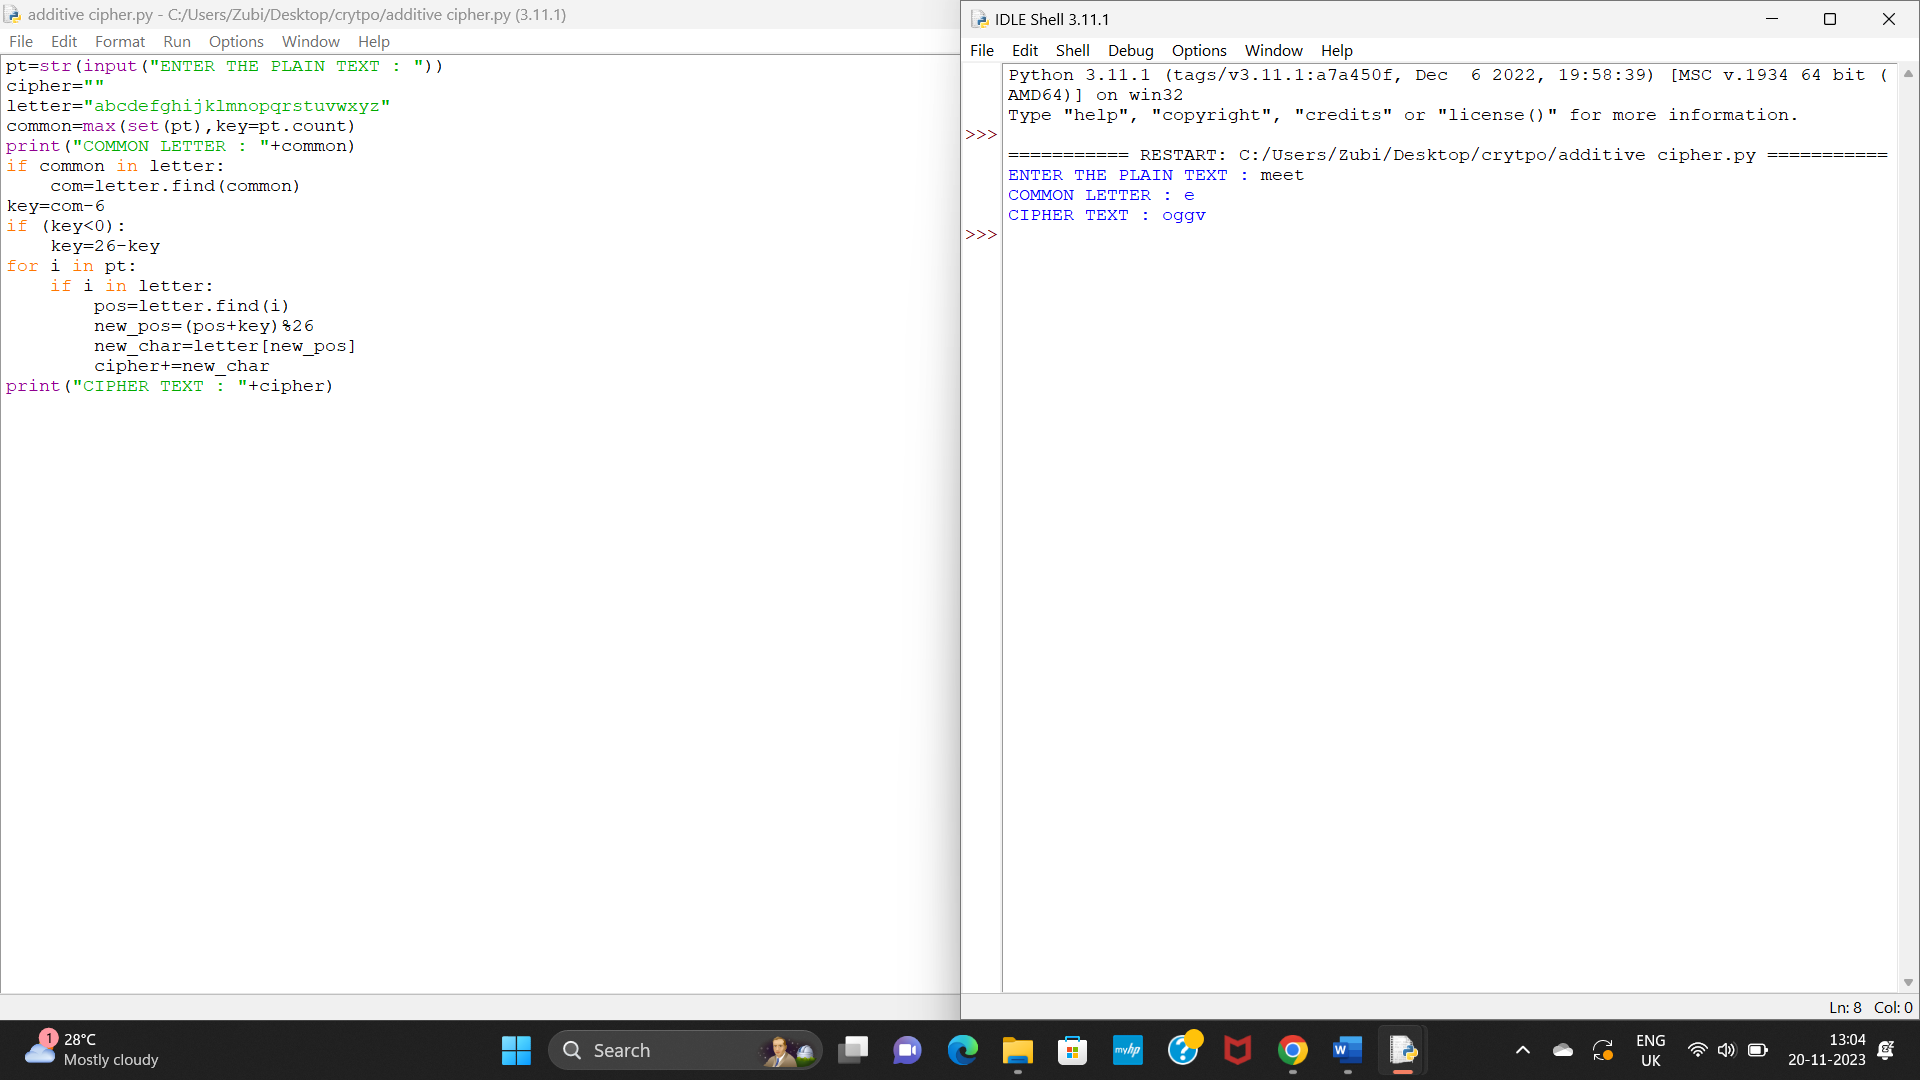 additive cipher.py - C:/Users/Zubi/Desktop/crytpo/additive cipher.py (3.11.1)
File Edit Format Run Options Window Help
pt=str(input("ENTER THE PLAIN TEXT : "))
cipher=""
letter="abcdefghijklmnopqrstuvwxyz"
common=max(set(pt),key=pt.count)
print("COMMON LETTER : "+common)
if common in letter:
    com=letter.find(common)
key=com-6
if (key<0):
    key=26-key
for i in pt:
    if i in letter:
        pos=letter.find(i)
        new_pos=(pos+key)%26
        new_char=letter[new_pos]
        cipher+=new_char
print("CIPHER TEXT : "+cipher)
IDLE Shell 3.11.1
File Edit Shell Debug Options Window Help
Python 3.11.1 (tags/v3.11.1:a7a450f, Dec  6 2022, 19:58:39) [MSC v.1934 64 bit (
AMD64)] on win32
Type "help", "copyright", "credits" or "license()" for more information.
>>>
=========== RESTART: C:/Users/Zubi/Desktop/crytpo/additive cipher.py ===========
ENTER THE PLAIN TEXT : meet
COMMON LETTER : e
CIPHER TEXT : oggv
>>>
Ln: 8 Col: 0
1
28°C
Mostly cloudy
Search
myhp
?
W
ENG
UK
13:04
20-11-2023